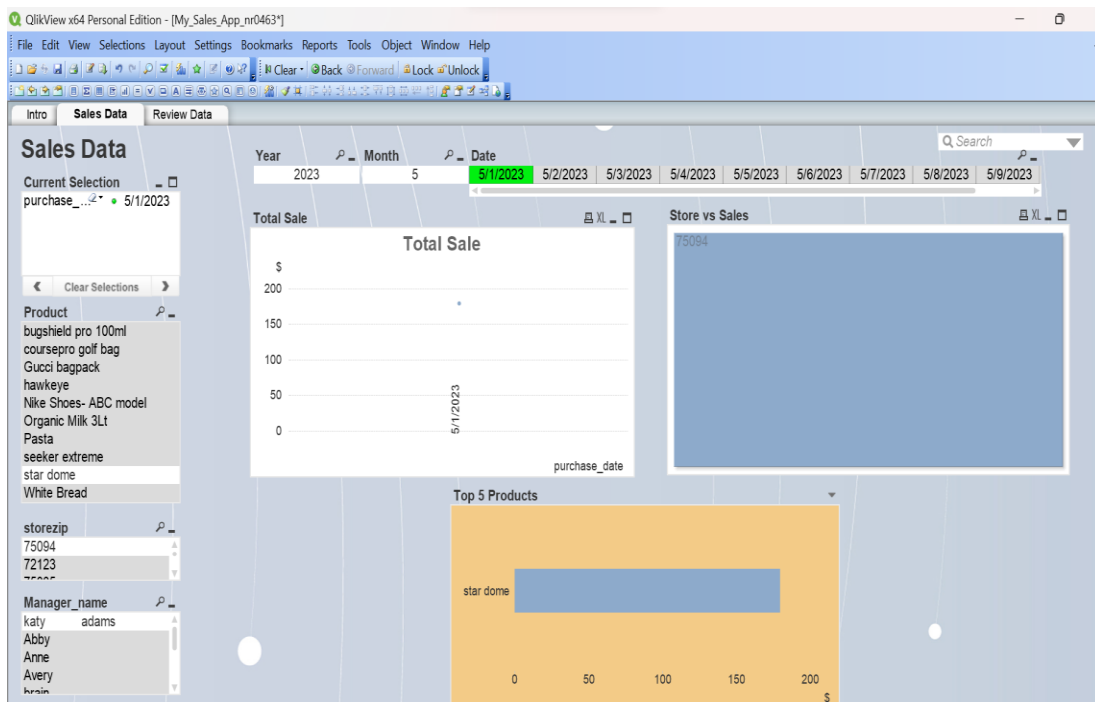 QlikView x64 Personal Edition - [My_Sales_App_nr0463*]
File Edit View Selections Layout Settings Bookmarks Reports Tools Object Window Help
Clear Back Forward Lock Unlock
Intro Sales Data Review Data
Sales Data
Search
Year Month Date
2023 5 5/1/2023 5/2/2023 5/3/2023 5/4/2023 5/5/2023 5/6/2023 5/7/2023 5/8/2023 5/9/2023
Current Selection
purchase_... 5/1/2023
Clear Selections
Total Sale XL
Total Sale
$
200
150
100
50
0
5/1/2023
purchase_date
Store vs Sales XL
75094
Product
bugshield pro 100ml
coursepro golf bag
Gucci bagpack
hawkeye
Nike Shoes- ABC model
Organic Milk 3Lt
Pasta
seeker extreme
star dome
White Bread
storezip
75094
72123
Manager_name
katy adams
Abby
Anne
Avery
brain
Top 5 Products
star dome
0 50 100 150 200
$